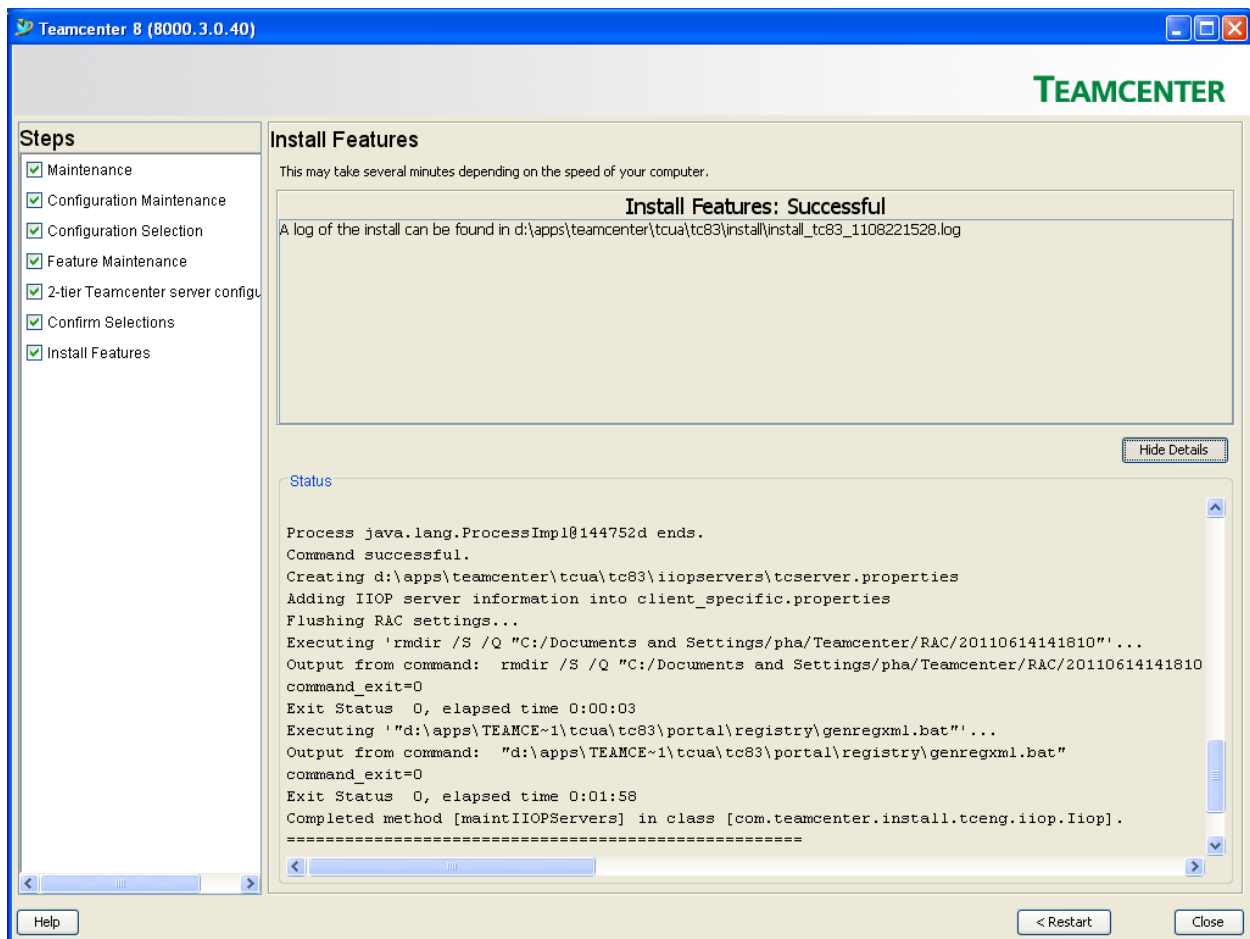 Teamcenter 8 (8000.3.0.40)
TEAMCENTER
Steps
Maintenance
Configuration Maintenance
Configuration Selection
Feature Maintenance
2-tier Teamcenter server configu
Confirm Selections
Install Features
Install Features
This may take several minutes depending on the speed of your computer.
Install Features: Successful
A log of the install can be found in d:\apps\teamcenter\tcua\tc83\install\install_tc83_1108221528.log
Hide Details
Status
Process java.lang.ProcessImpl@144752d ends.
Command successful.
Creating d:\apps\teamcenter\tcua\tc83\iiopservers\tcserver.properties
Adding IIOP server information into client_specific.properties
Flushing RAC settings...
Executing 'rmdir /S /Q "C:/Documents and Settings/pha/Teamcenter/RAC/20110614141810"'...
Output from command:  rmdir /S /Q "C:/Documents and Settings/pha/Teamcenter/RAC/20110614141810
command_exit=0
Exit Status  0, elapsed time 0:00:03
Executing '"d:\apps\TEAMCE~1\tcua\tc83\portal\registry\genregxml.bat"'...
Output from command:  "d:\apps\TEAMCE~1\tcua\tc83\portal\registry\genregxml.bat"
command_exit=0
Exit Status  0, elapsed time 0:01:58
Completed method [maintIIOPServers] in class [com.teamcenter.install.tceng.iiop.Iiop].
=====================================================
Help
< Restart
Close